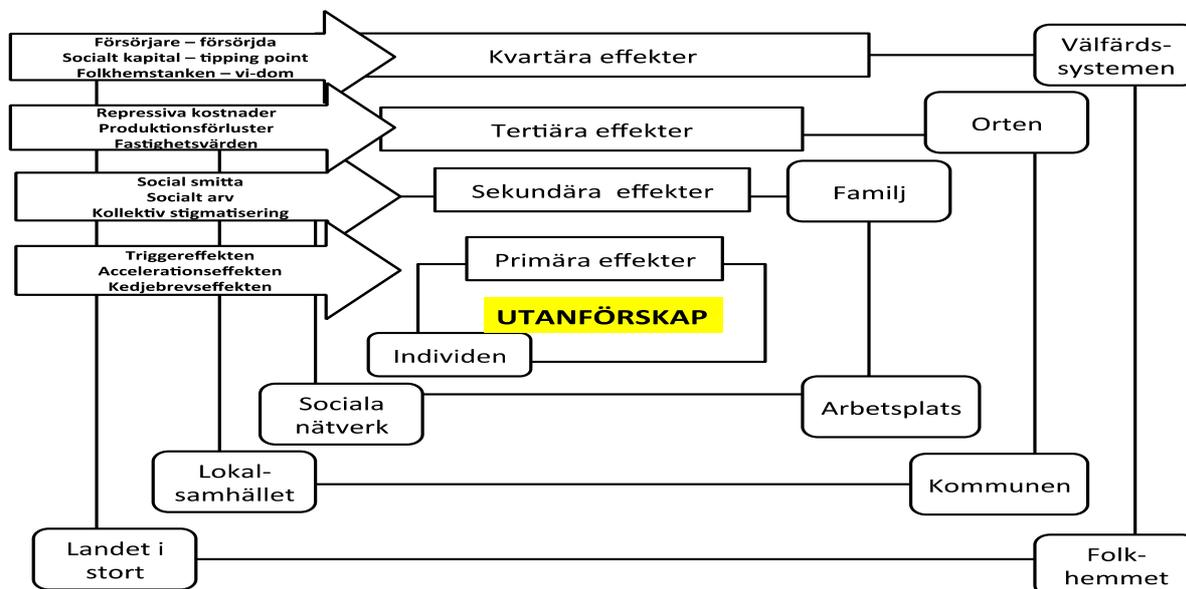 Försörjare – försörjda
Socialt kapital – tipping point
Folkhemstanken – vi-dom
Kvartära effekter
Välfärds-
systemen
Repressiva kostnader
Produktionsförluster
Fastighetsvärden
Tertiära effekter
Orten
Social smitta
Socialt arv
Kollektiv stigmatisering
Sekundära effekter
Familj
Triggereffekten
Accelerationseffekten
Kedjebrevseffekten
Primära effekter
UTANFÖRSKAP
Individen
Sociala
nätverk
Arbetsplats
Lokal-
samhället
Kommunen
Landet i
stort
Folk-
hemmet